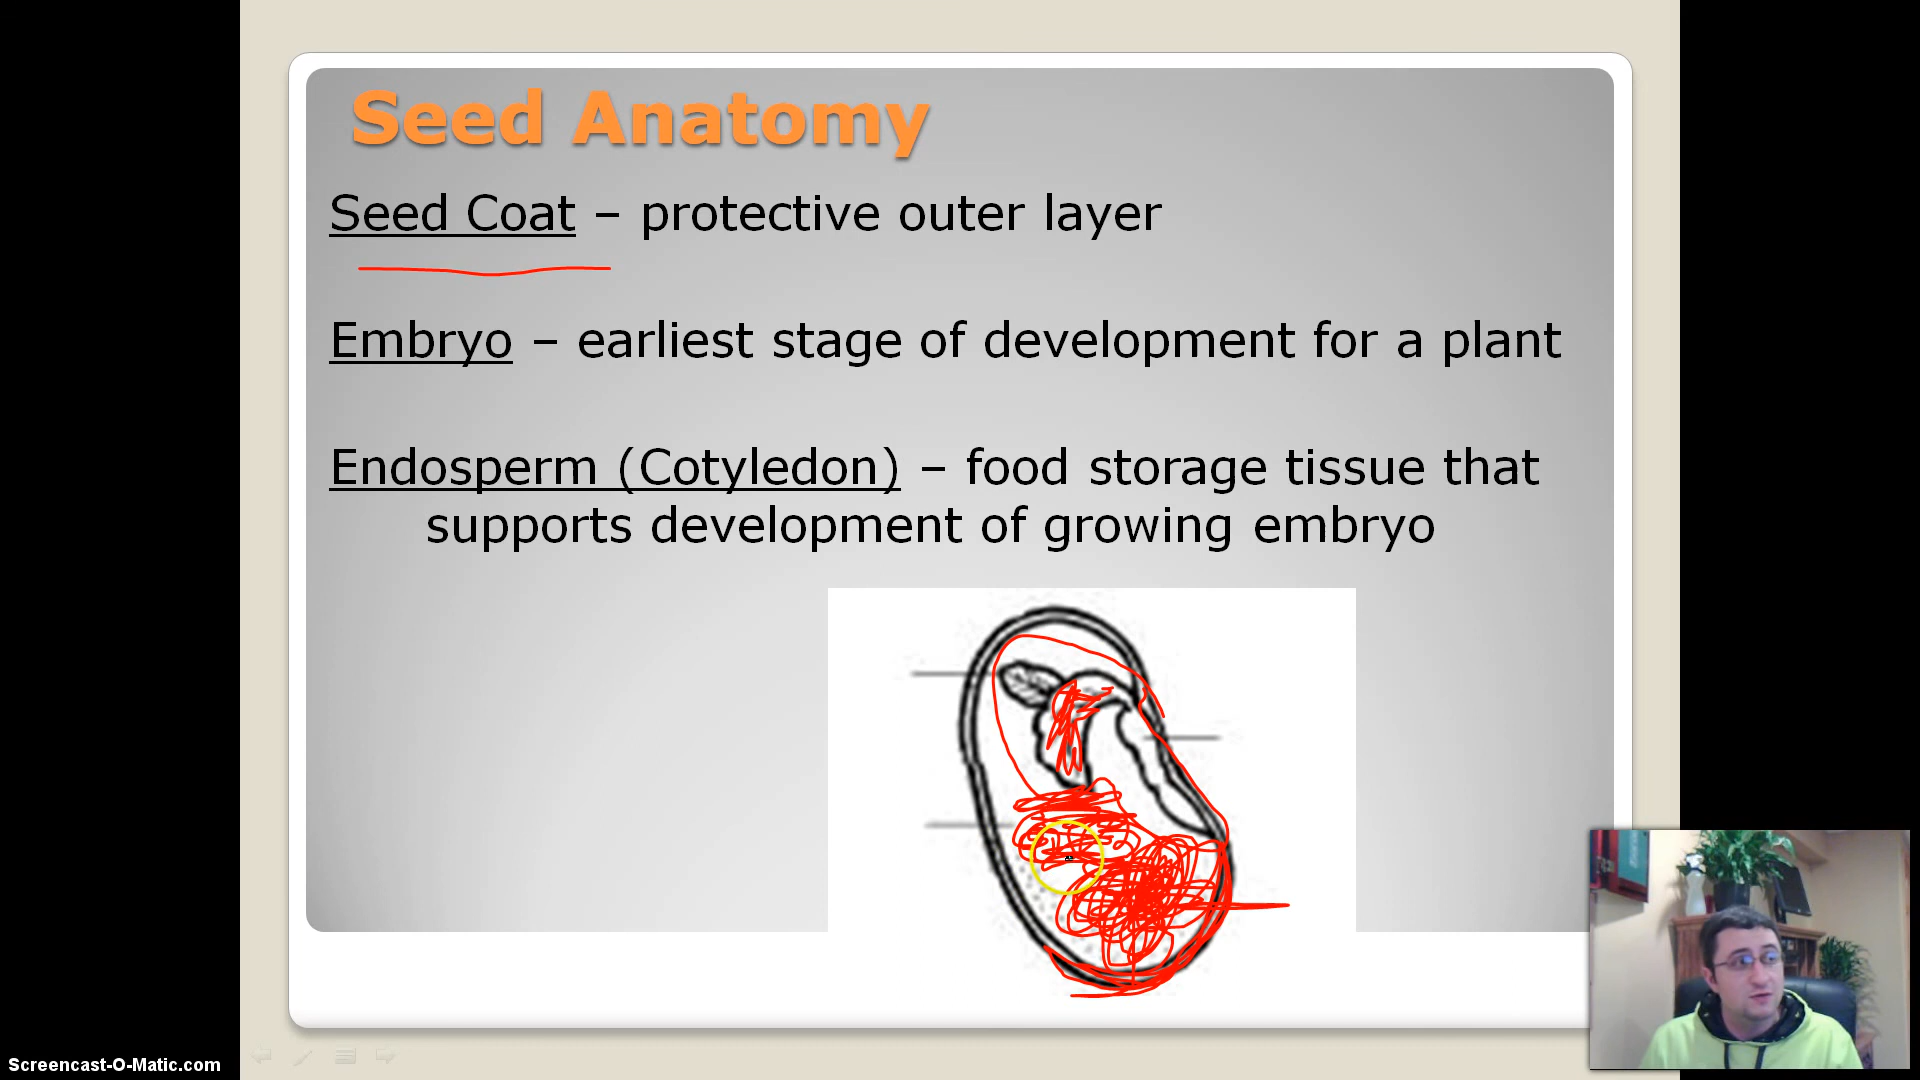 Seed Anatomy
Seed Coat – protective outer layer
Embryo – earliest stage of development for a plant
Endosperm (Cotyledon) – food storage tissue that
supports development of growing embryo
Screencast-O-Matic.com